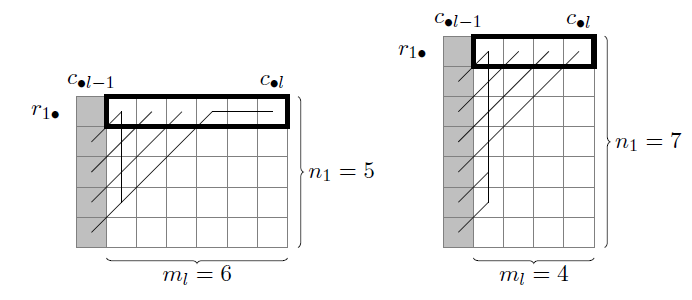 c●l−1 c●l
r1●
n1 = 5
ml = 6
c●l−1 c●l
r1●
n1 = 7
ml = 4